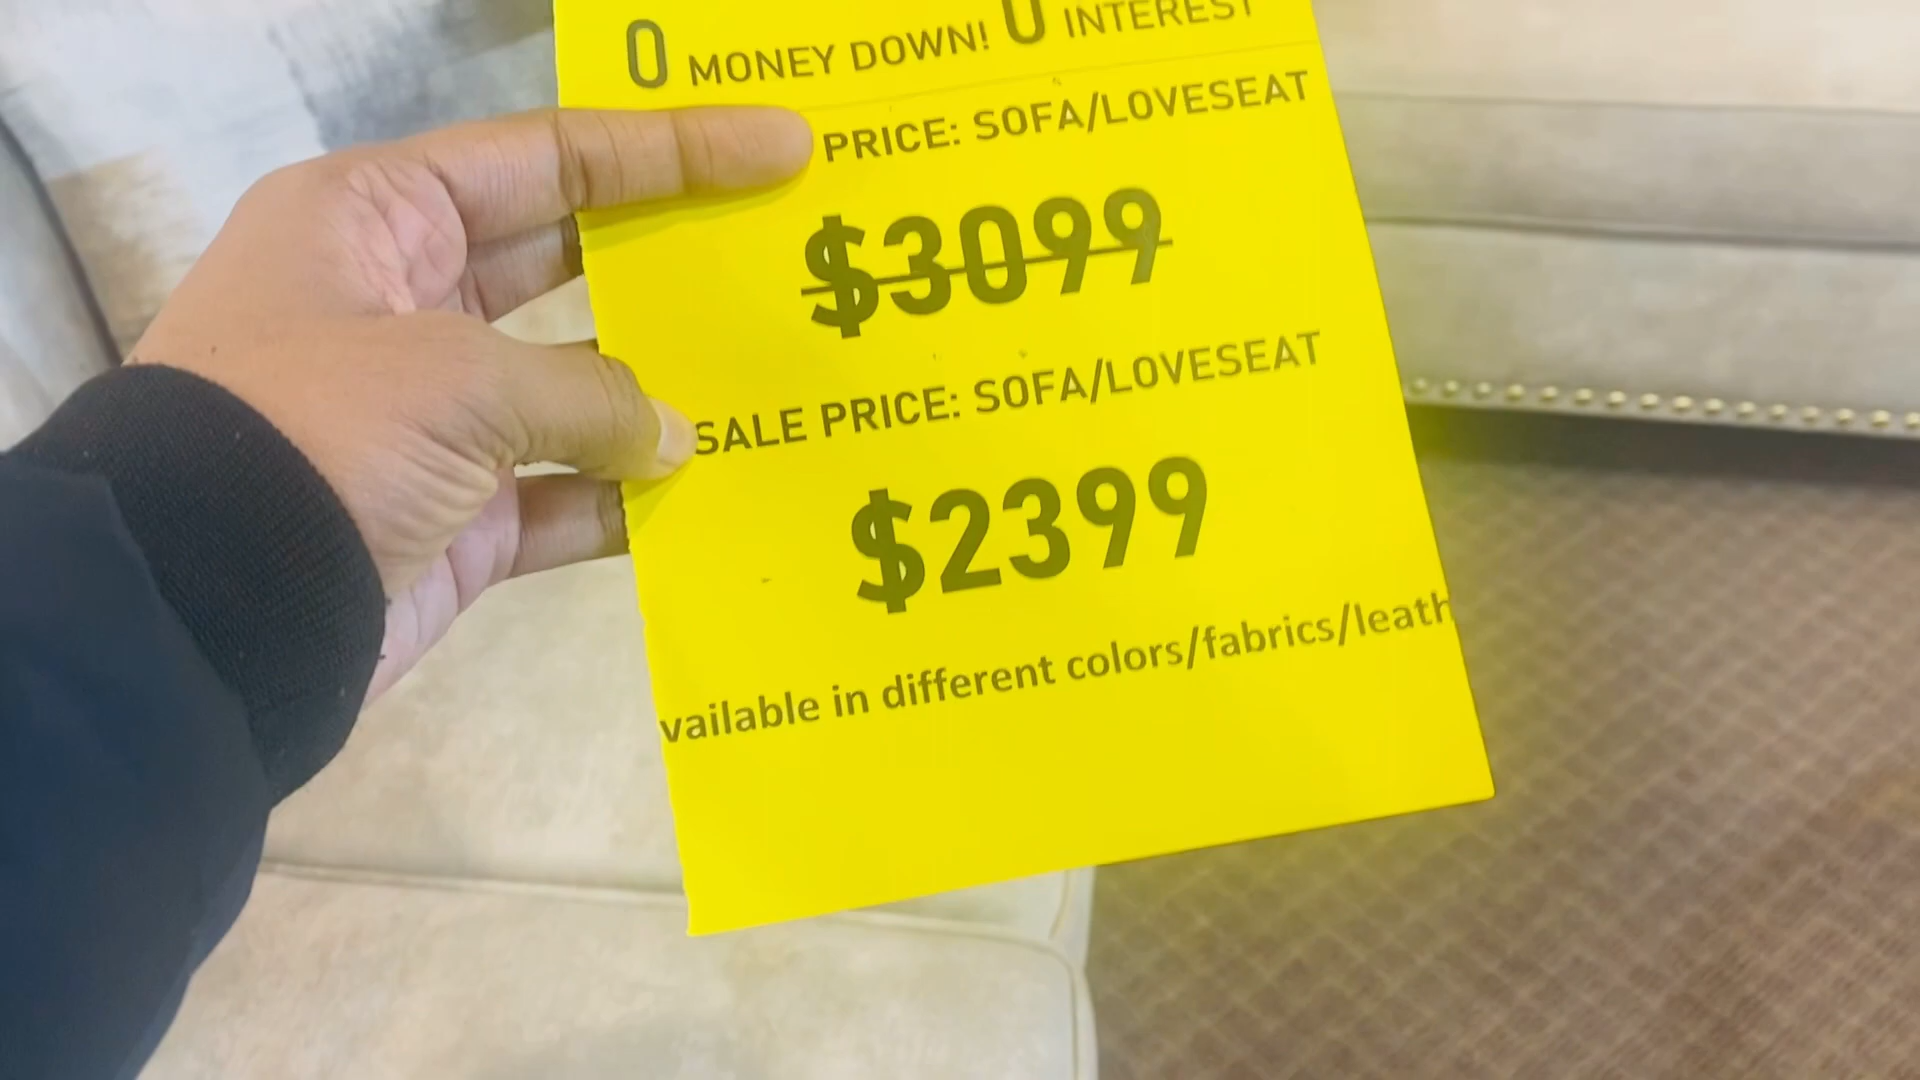 0 MONEY DOWN! 0 INTEREST
PRICE: SOFA/LOVESEAT
$3099
SALE PRICE: SOFA/LOVESEAT
$2399
vailable in different colors/fabrics/leath